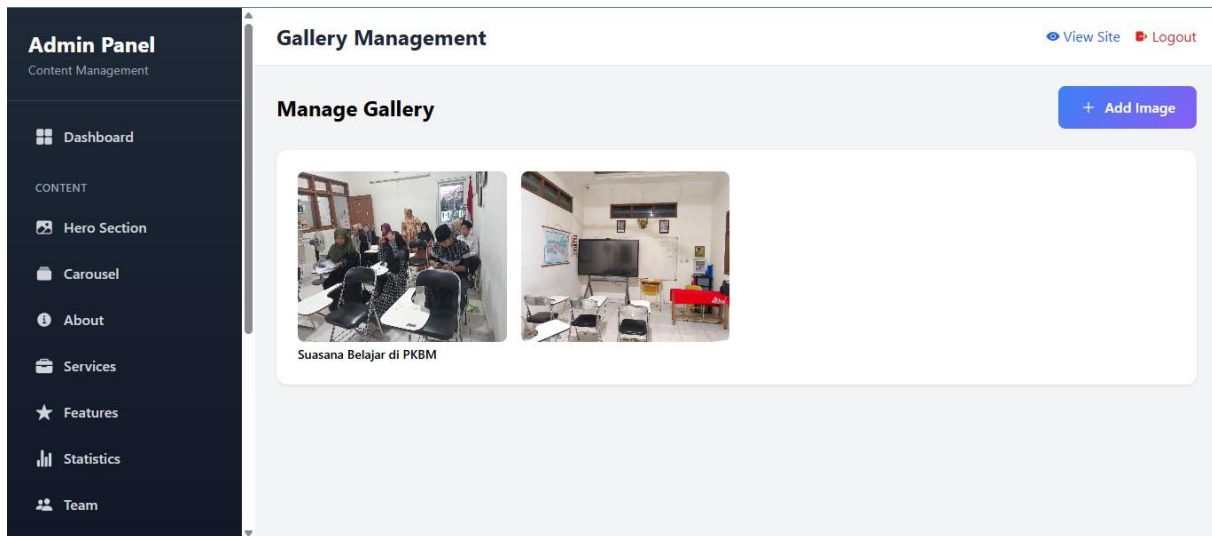 Admin Panel
Content Management
Dashboard
CONTENT
Hero Section
Carousel
About
Services
Features
Statistics
Team
Gallery Management
View Site
Logout
Manage Gallery
+ Add Image
Suasana Belajar di PKBM